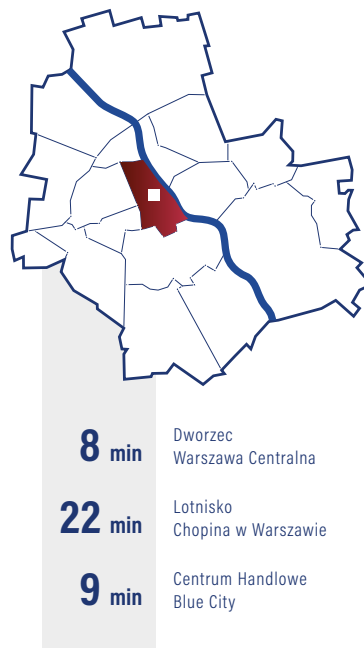 8 min
Dworzec
Warszawa Centralna
22 min
Lotnisko
Chopina w Warszawie
9 min
Centrum Handlowe
Blue City